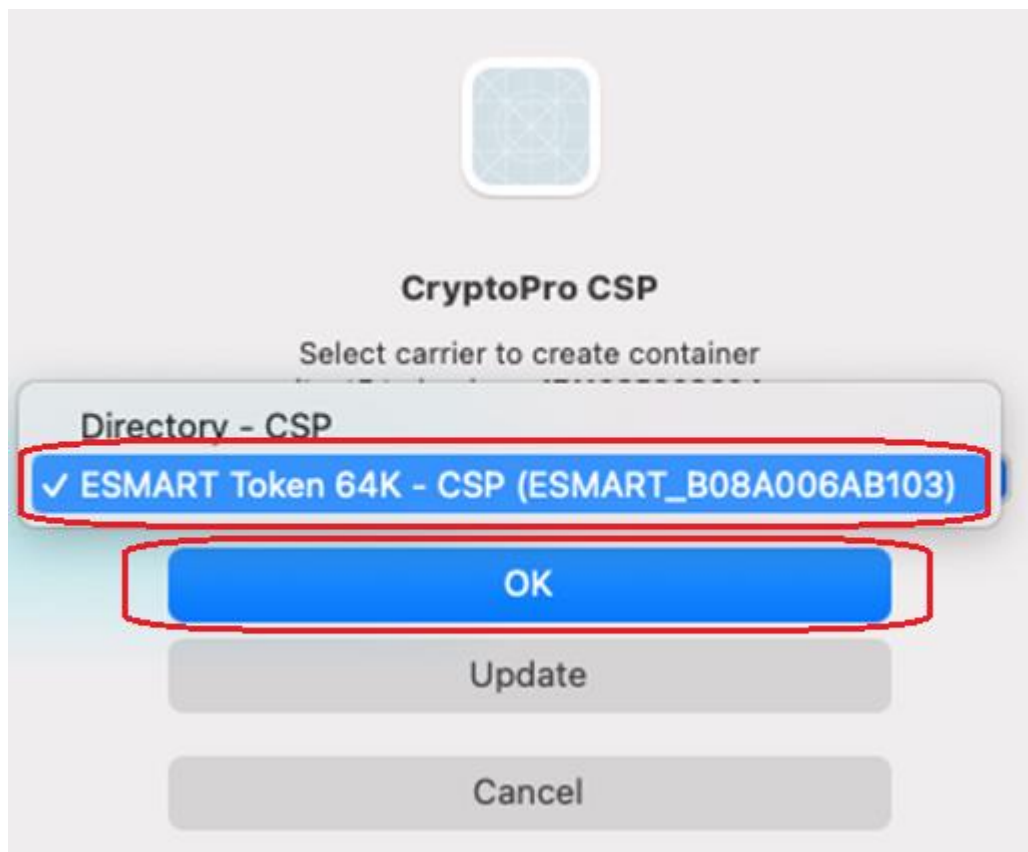 CryptoPro CSP
Select carrier to create container
Directory - CSP
✓ ESMART Token 64K - CSP (ESMART_B08A006AB103)
OK
Update
Cancel